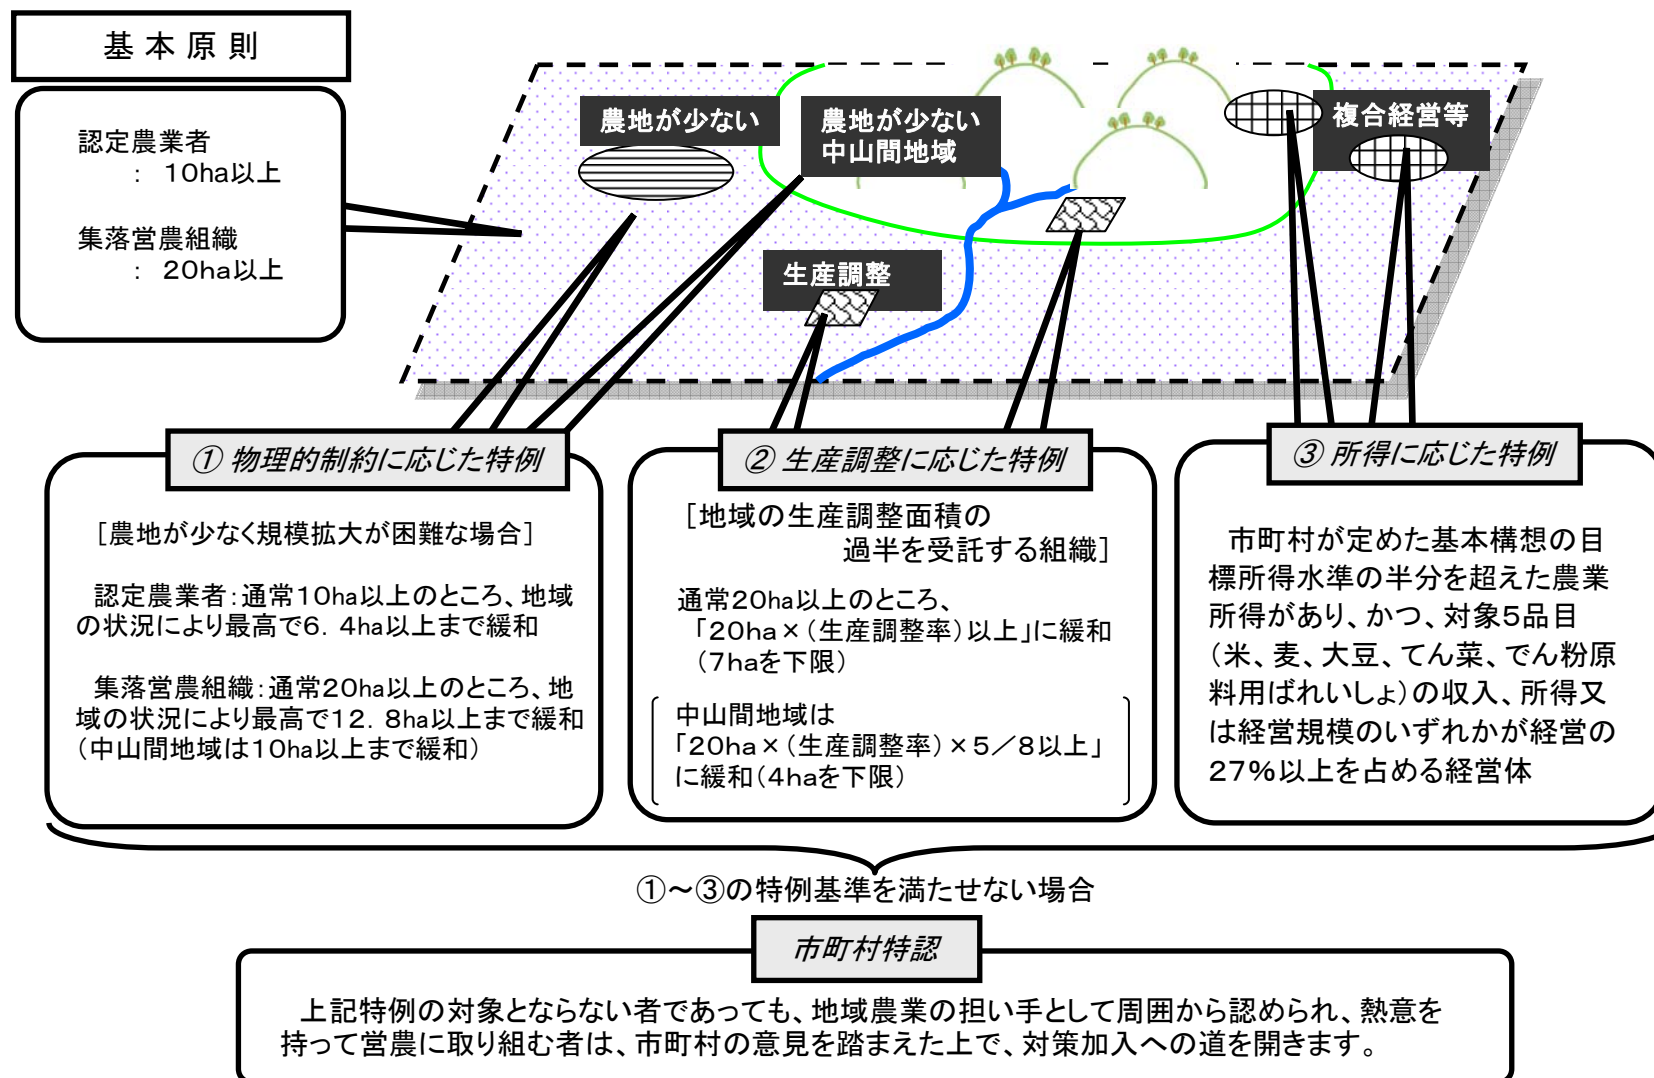 基本原則
認定農業者
： 10ha以上
集落営農組織
： 20ha以上
農地が少ない
農地が少ない
中山間地域
複合経営等
生産調整
① 物理的制約に応じた特例
［農地が少なく規模拡大が困難な場合］
認定農業者：通常10ha以上のところ、地域
の状況により最高で6．4ha以上まで緩和
集落営農組織：通常20ha以上のところ、地
域の状況により最高で12．8ha以上まで緩和
（中山間地域は10ha以上まで緩和）
② 生産調整に応じた特例
［地域の生産調整面積の
過半を受託する組織］
通常20ha以上のところ、
「20ha×（生産調整率）以上」に緩和
（7haを下限）
中山間地域は
「20ha×（生産調整率）×5／8以上」
に緩和（4haを下限）
③ 所得に応じた特例
市町村が定めた基本構想の目
標所得水準の半分を超えた農業
所得があり、かつ、対象5品目
（米、麦、大豆、てん菜、でん粉原
料用ばれいしょ）の収入、所得又
は経営規模のいずれかが経営の
27％以上を占める経営体
①～③の特例基準を満たせない場合
市町村特認
上記特例の対象とならない者であっても、地域農業の担い手として周囲から認められ、熱意を
持って営農に取り組む者は、市町村の意見を踏まえた上で、対策加入への道を開きます。